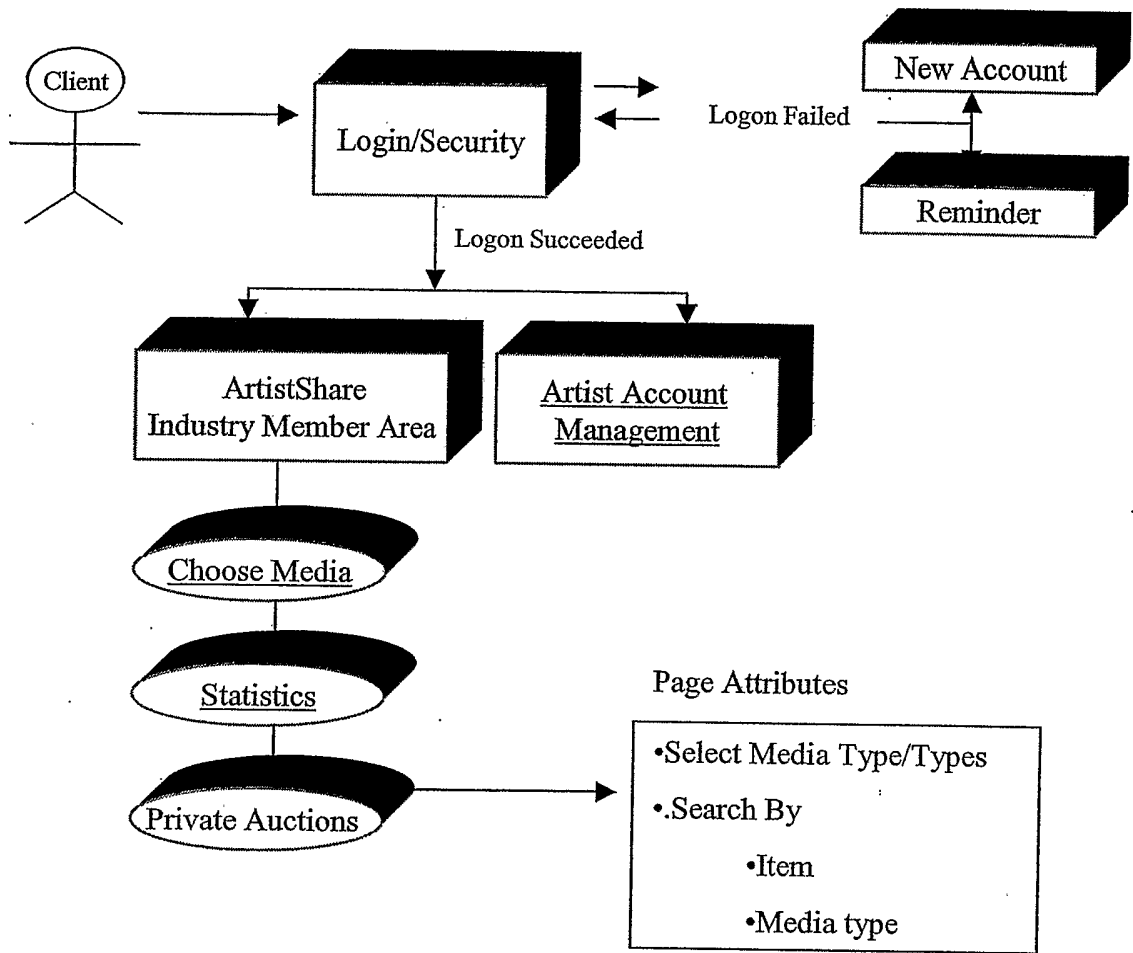 Client
Login/Security
Logon Failed
New Account
Reminder
Logon Succeeded
ArtistShare
Industry Member Area
Artist Account
Management
Choose Media
Statistics
Private Auctions
Page Attributes
•Select Media Type/Types
•.Search By
•Item
•Media type